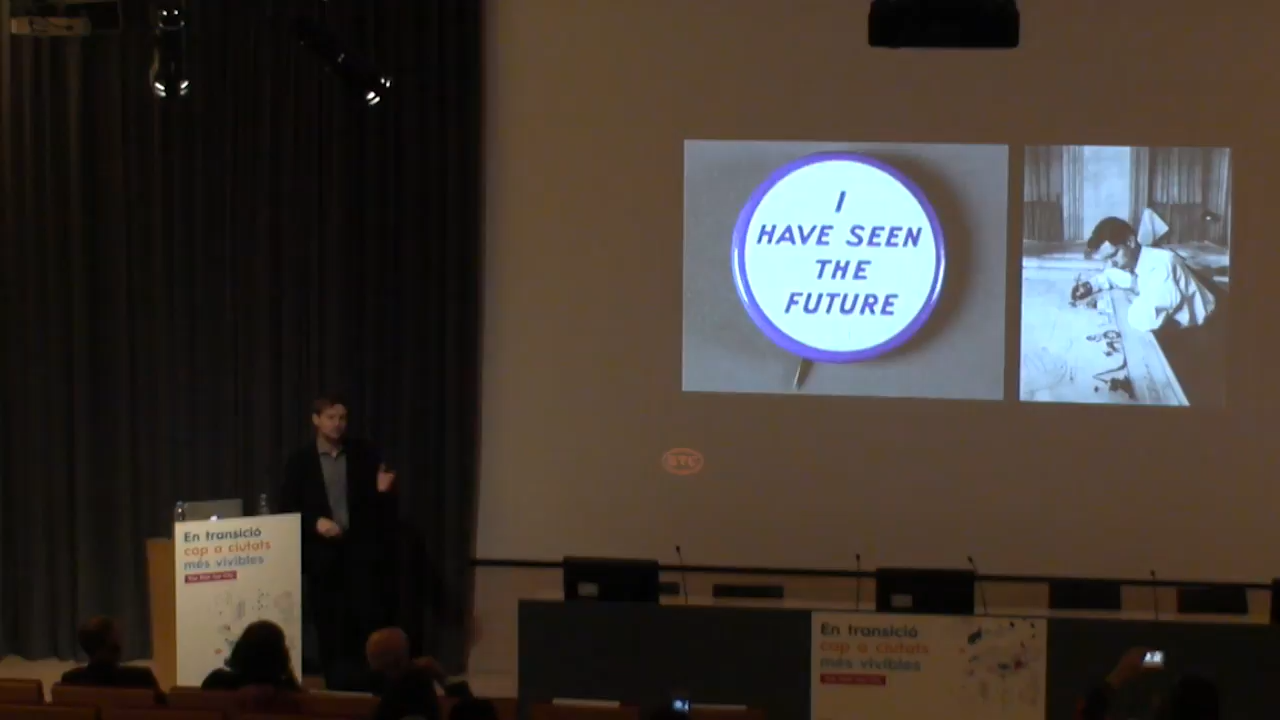 I
HAVE SEEN
THE
FUTURE
En transició
cap a ciutats
més vivibles
En transició
cap a ciutats
més vivibles